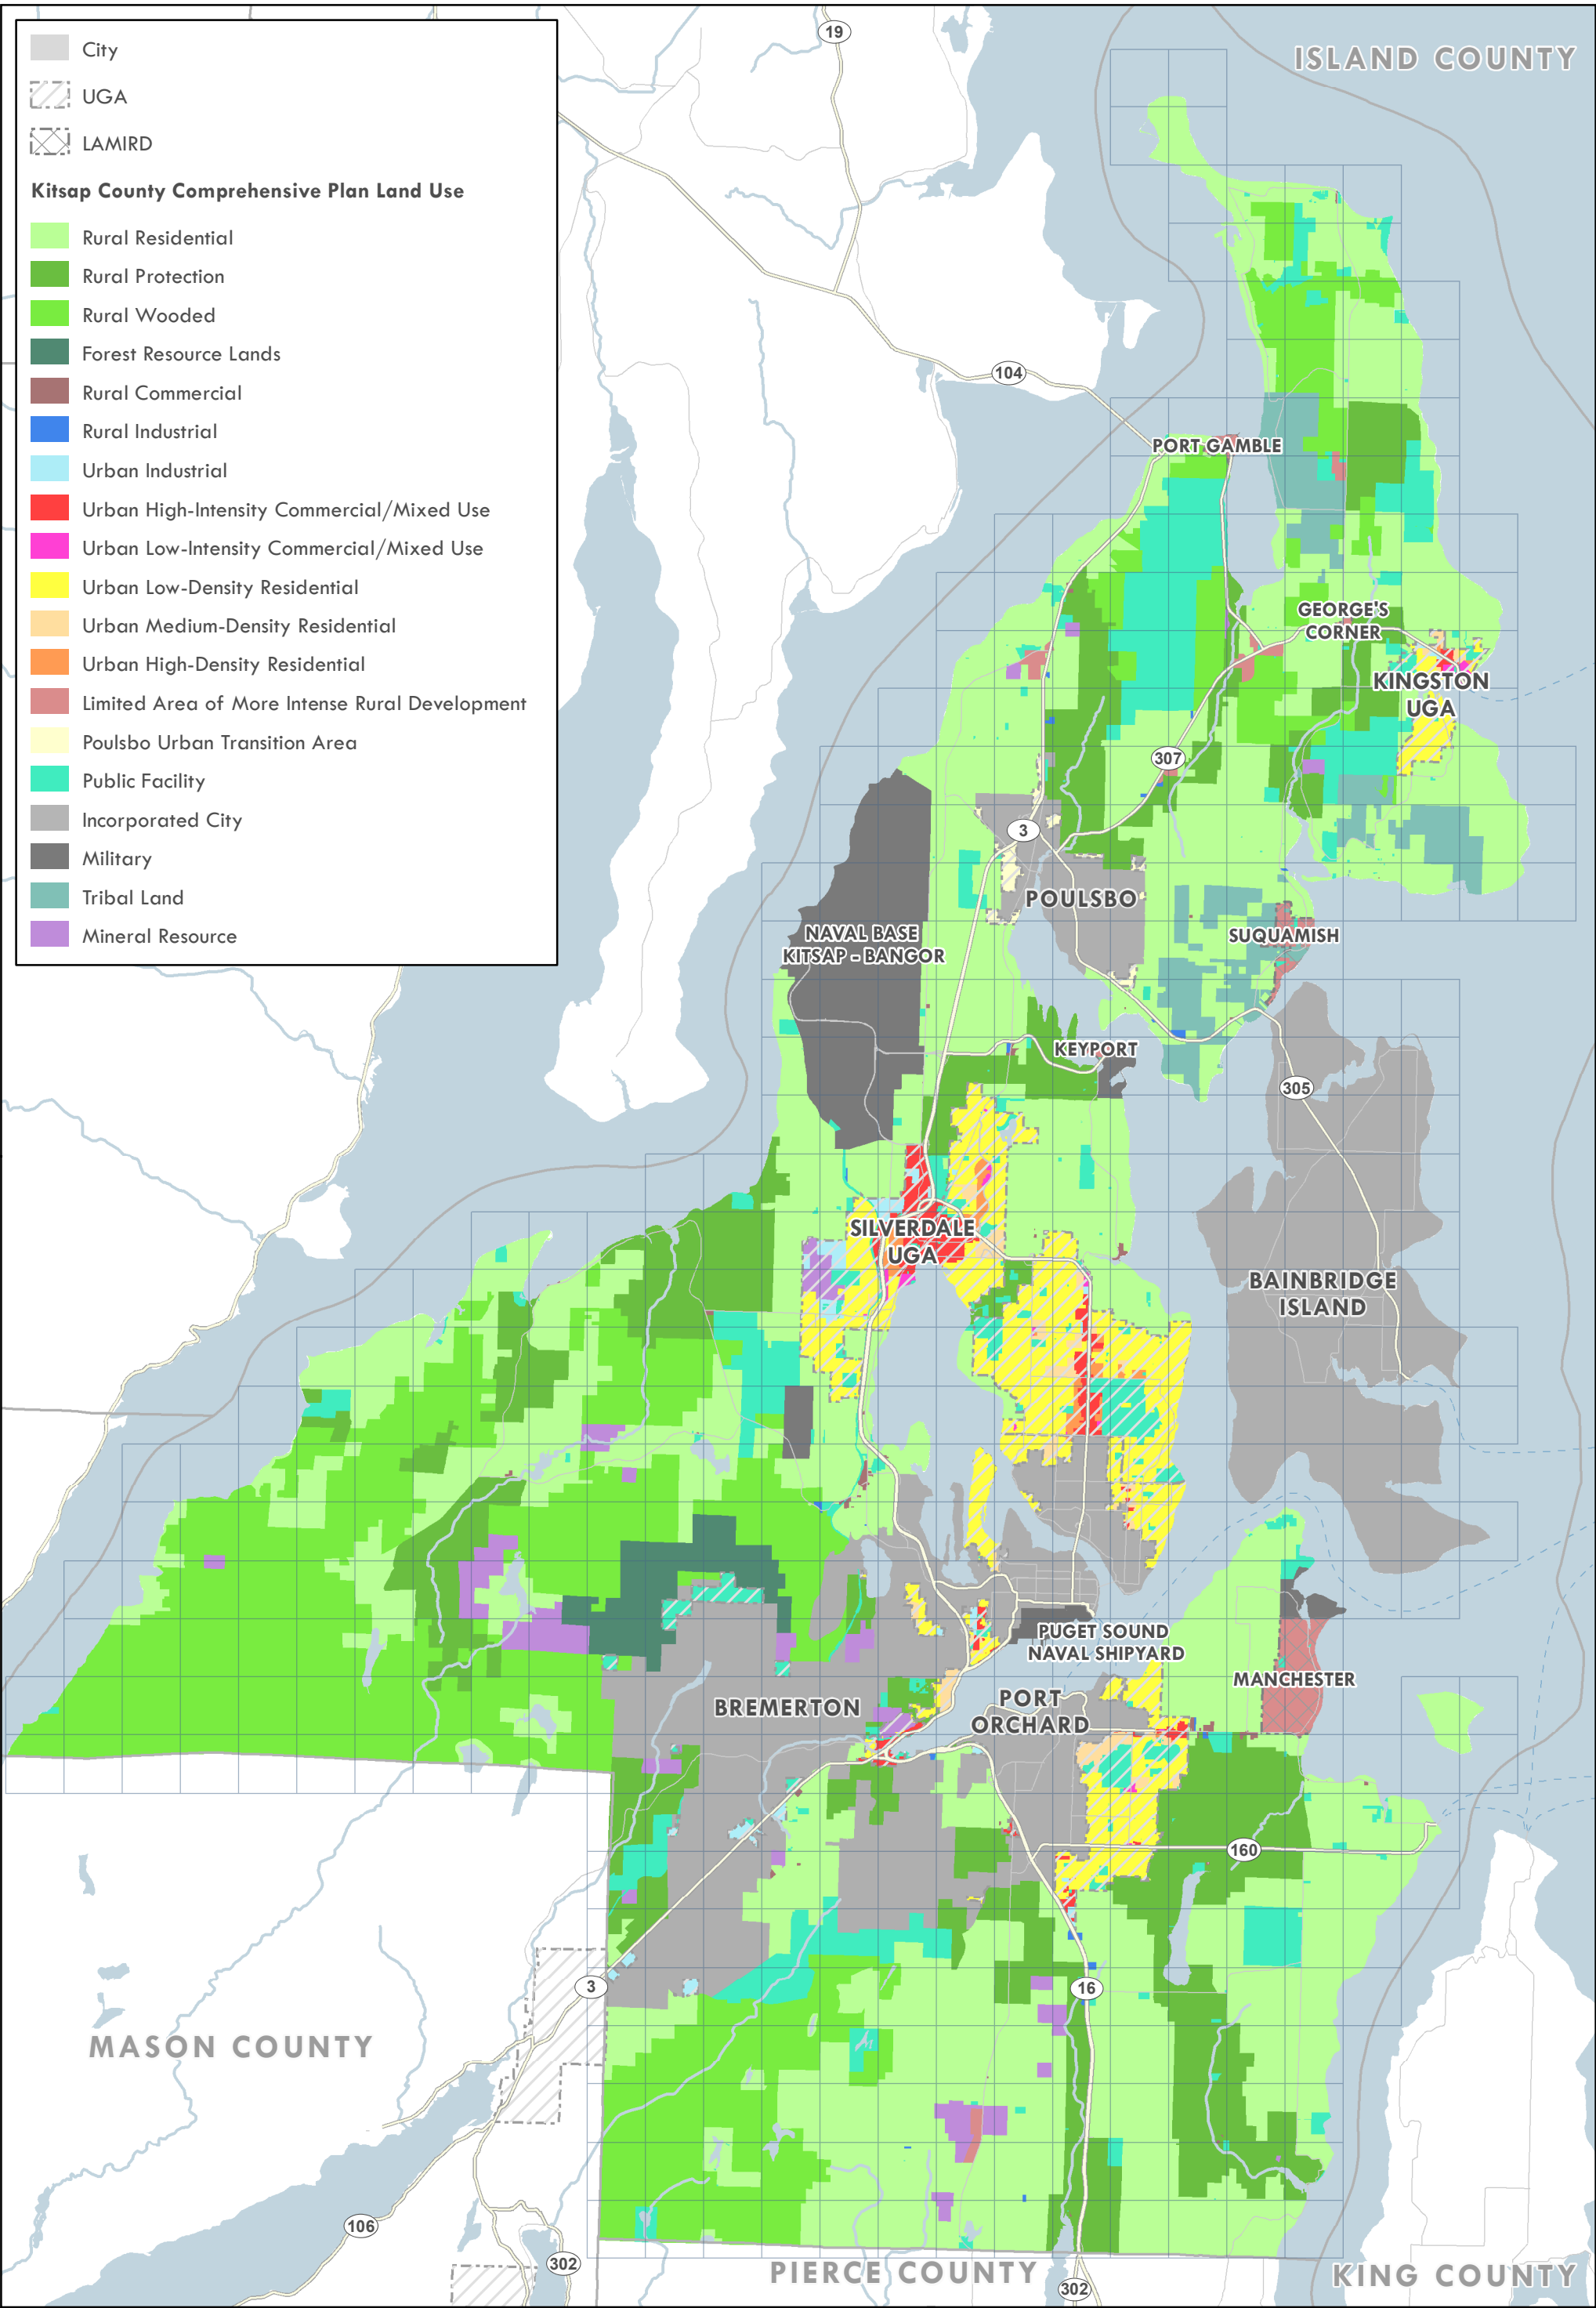 City
UGA
LAMIRD
Kitsap County Comprehensive Plan Land Use
Rural Residential
Rural Protection
Rural Wooded
Forest Resource Lands
Rural Commercial
Rural Industrial
Urban Industrial
Urban High-Intensity Commercial/Mixed Use
Urban Low-Intensity Commercial/Mixed Use
Urban Low-Density Residential
Urban Medium-Density Residential
Urban High-Density Residential
Limited Area of More Intense Rural Development
Poulsbo Urban Transition Area
Public Facility
Incorporated City
Military
Tribal Land
Mineral Resource
19
ISLAND COUNTY
104
PORT GAMBLE
GEORGE'S
CORNER
KINGSTON
UGA
307
3
POULSBO
NAVAL BASE
KITSAP - BANGOR
SUQUAMISH
KEYPORT
305
SILVERDALE
UGA
BAINBRIDGE
ISLAND
PUGET SOUND
NAVAL SHIPYARD
MANCHESTER
BREMERTON
PORT
ORCHARD
160
3
16
MASON COUNTY
106
302
PIERCE COUNTY
302
KING COUNTY